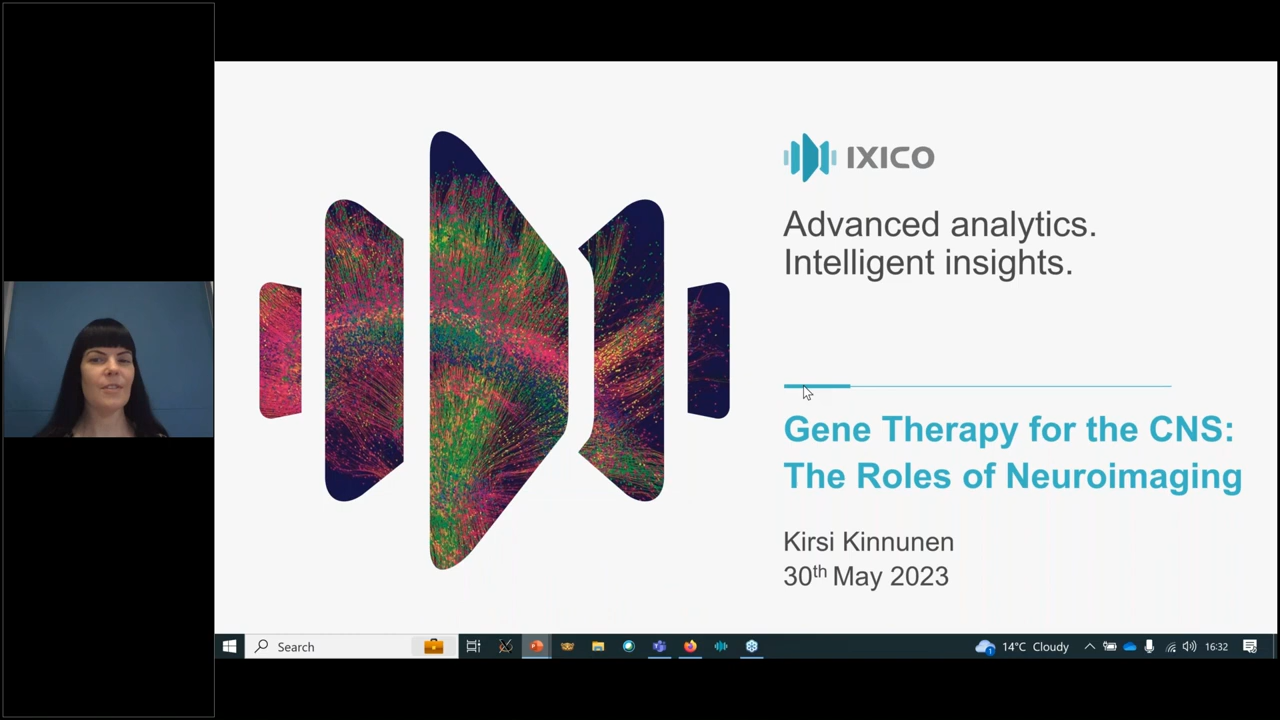 IXICO
Advanced analytics.
Intelligent insights.
Gene Therapy for the CNS:
The Roles of Neuroimaging
Kirsi Kinnunen
30th May 2023
Search
1
14°C Cloudy
16:32